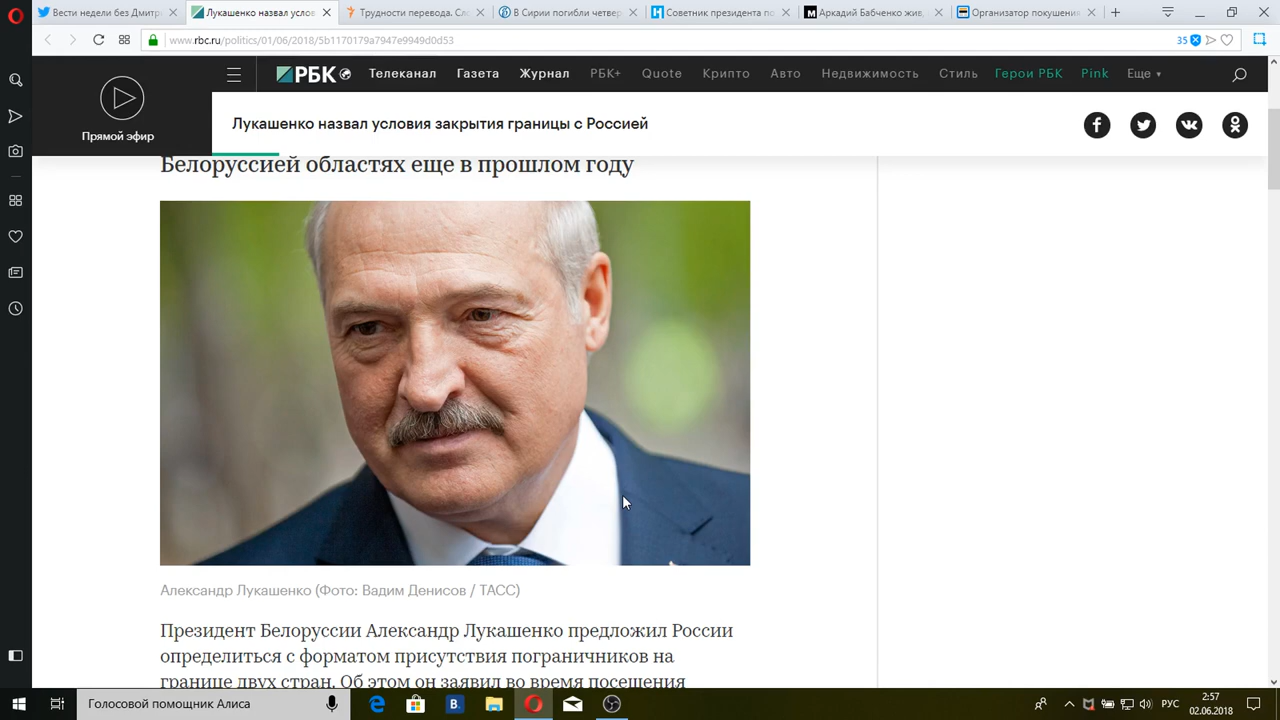 Вести недели без Дмитр
Лукашенко назвал услов
Трудности перевода. Сл
В Сирии погибли четвер
Советник президента по
Аркадий Бабченко жив
Организатор покушения
www.rbc.ru/politics/01/06/2018/5b1170179a7947e9949d0d53
35
РБК
Телеканал Газета Журнал РБК+ Quote Крипто Авто Недвижимость Стиль Герои РБК Pink Еще
Прямой эфир
Лукашенко назвал условия закрытия границы с Россией
Белоруссией областях еще в прошлом году
Александр Лукашенко (Фото: Вадим Денисов / ТАСС)
Президент Белоруссии Александр Лукашенко предложил России
определиться с форматом присутствия пограничников на
границе двух стран. Об этом он заявил во время посещения
Голосовой помощник Алиса
B.
РУС
2:57
02.06.2018